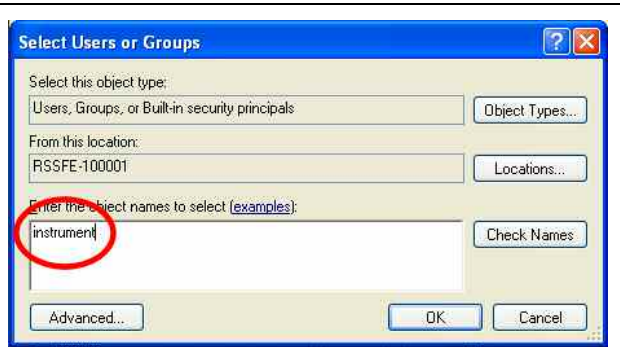 Select Users or Groups
Select this object type:
Users, Groups, or Built-in security principals
Object Types...
From this location:
RSSFE-100001
Locations...
Enter the object names to select (examples):
instrument
Check Names
Advanced...
OK
Cancel